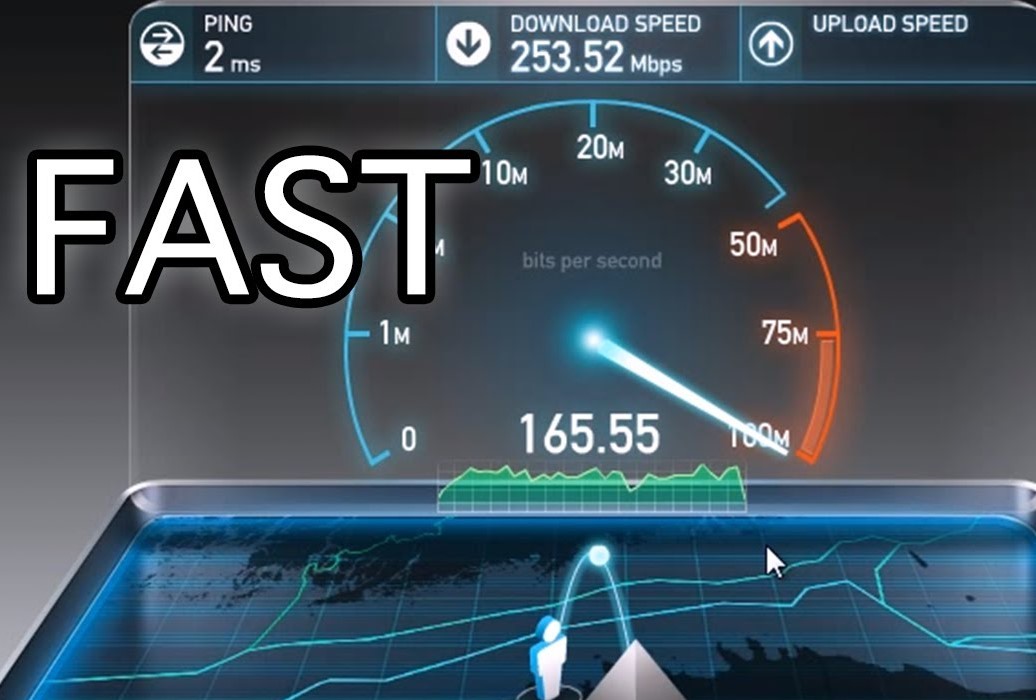 PING
2 ms
DOWNLOAD SPEED
253.52 Mbps
UPLOAD SPEED
FAST
20M
10M
30M
M
50M
bits per second
1M
75M
0
165.55
100M